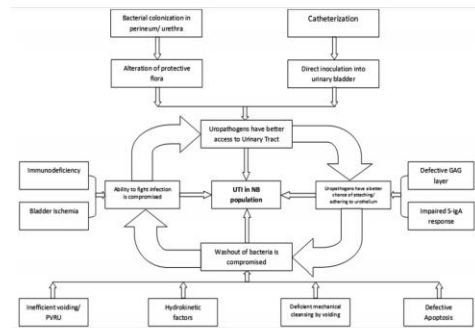 Bacterial colonization in
perineum/ urethra
Catheterization
Alteration of protective
flora
Direct inoculation into
urinary bladder
Uropathogens have better
access to Urinary Tract
Immunodeficiency
Bladder Ischemia
Ability to fight infection is
compromised
UTI in NB
population
Uropathogens have a better
chance of attaching/
adhering to urothelium
Defective GAG
layer
Impaired S-IgA
response
Washout of bacteria is
compromised
Inefficient voiding/
PVRU
Hydrokinetic
factors
Deficient mechanical
cleansing by voiding
Defective
Apoptosis